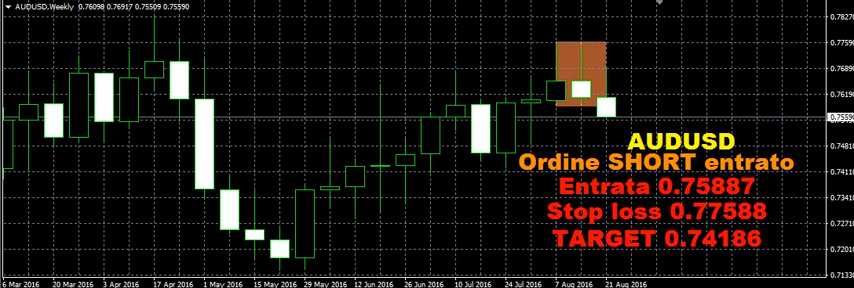 AUDUSD,Weekly 0.76098 0.76917 0.75509 0.75590
0.78270
0.77590
0.76890
0.76190
0.75590
0.74810
0.74110
0.73410
0.72710
0.72010
0.71330
AUDUSD
Ordine SHORT entrato
Entrata 0.75887
Stop loss 0.77588
TARGET 0.74186
6 Mar 2016 20 Mar 2016 3 Apr 2016 17 Apr 2016 1 May 2016 15 May 2016 29 May 2016 12 Jun 2016 26 Jun 2016 10 Jul 2016 24 Jul 2016 7 Aug 2016 21 Aug 2016